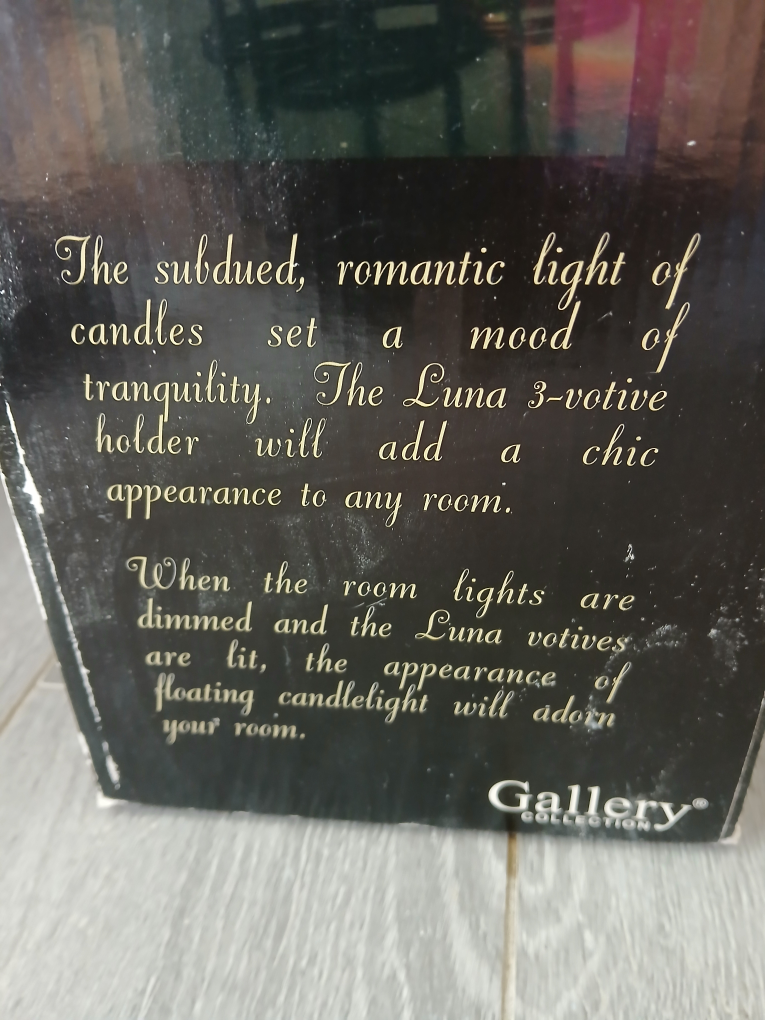 The subdued, romantic light of
candles set a mood of
tranquility. The Luna 3-votive
holder will add a chic
appearance to any room.
When the room lights are
dimmed and the Luna votives
are lit, the appearance of
floating candlelight will adorn
your room.
Gallery®
COLLECTION